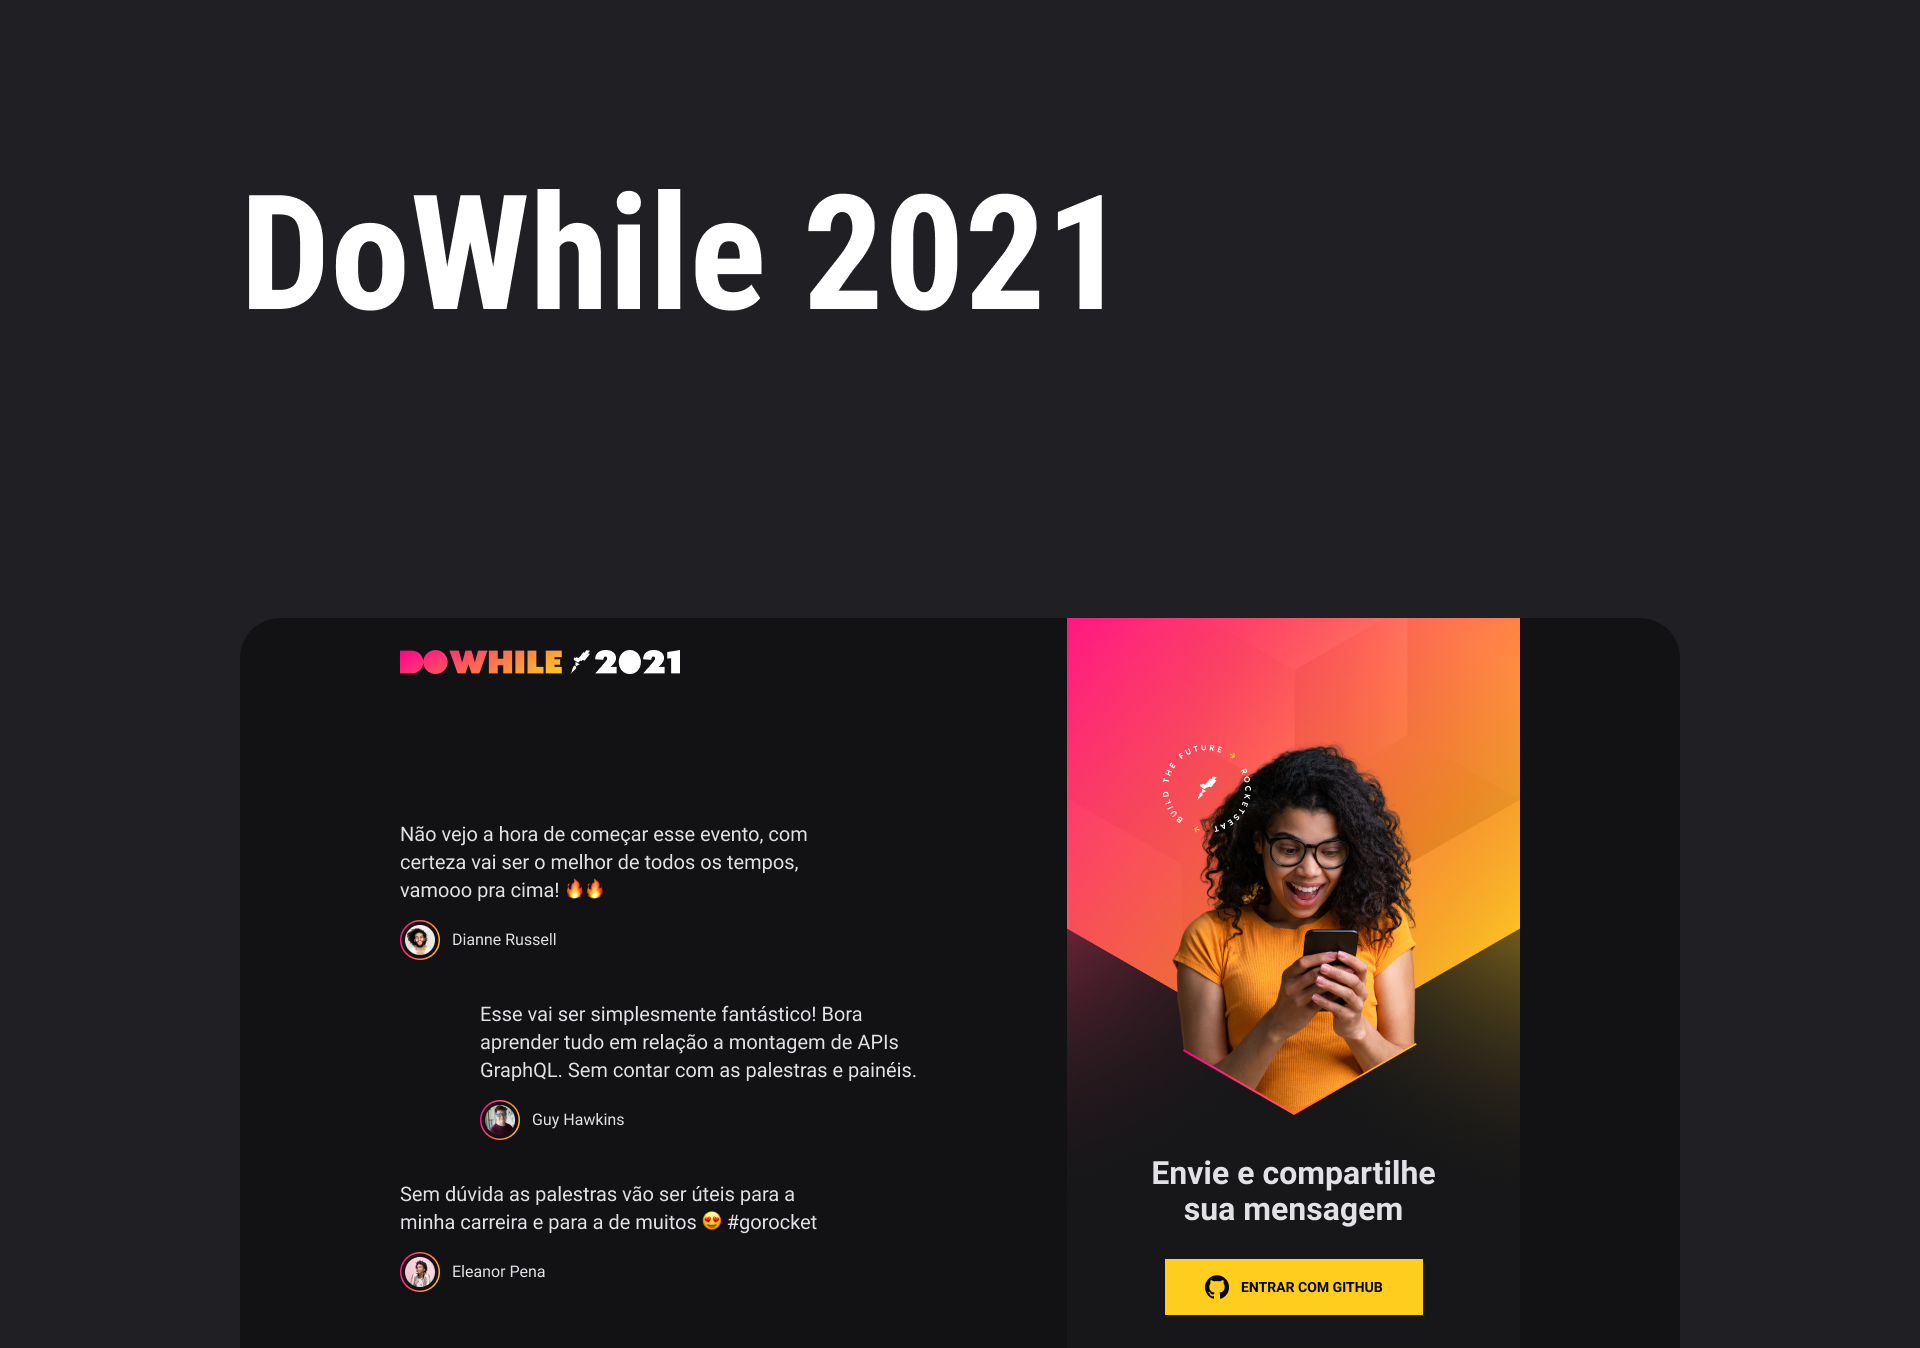 DoWhile 2021
DOWHILE 2021
Não vejo a hora de começar esse evento, com
certeza vai ser o melhor de todos os tempos,
vamooo pra cima! 🔥🔥
Dianne Russell
Esse vai ser simplesmente fantástico! Bora
aprender tudo em relação a montagem de APIs
GraphQL. Sem contar com as palestras e painéis.
Guy Hawkins
Sem dúvida as palestras vão ser úteis para a
minha carreira e para a de muitos 😍 #gorocket
Eleanor Pena
BUILD THE FUTURE → ROCKETSEAT →
Envie e compartilhe
sua mensagem
ENTRAR COM GITHUB